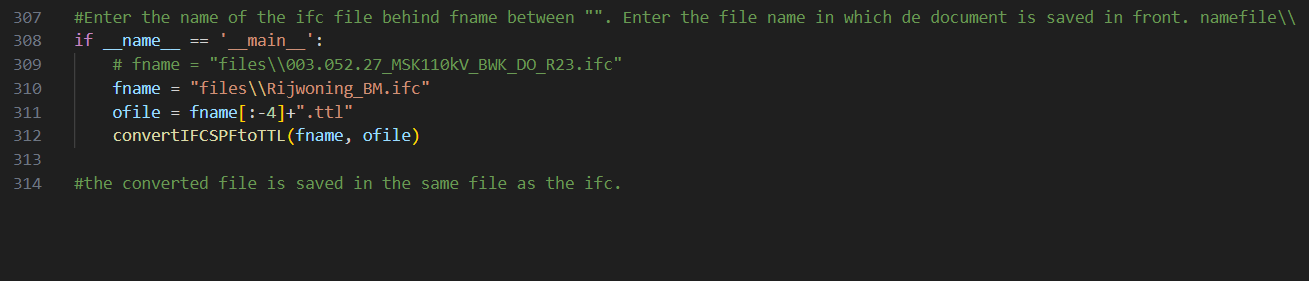 307 #Enter the name of the ifc file behind fname between "". Enter the file name in which de document is saved in front. namefile\\
308 if __name__ == '__main__':
309 # fname = "files\\003.052.27_MSK110kV_BWK_DO_R23.ifc"
310 fname = "files\\Rijwoning_BM.ifc"
311 ofile = fname[:-4]+".ttl"
312 convertIFCSPFtoTTL(fname, ofile)
313
314 #the converted file is saved in the same file as the ifc.